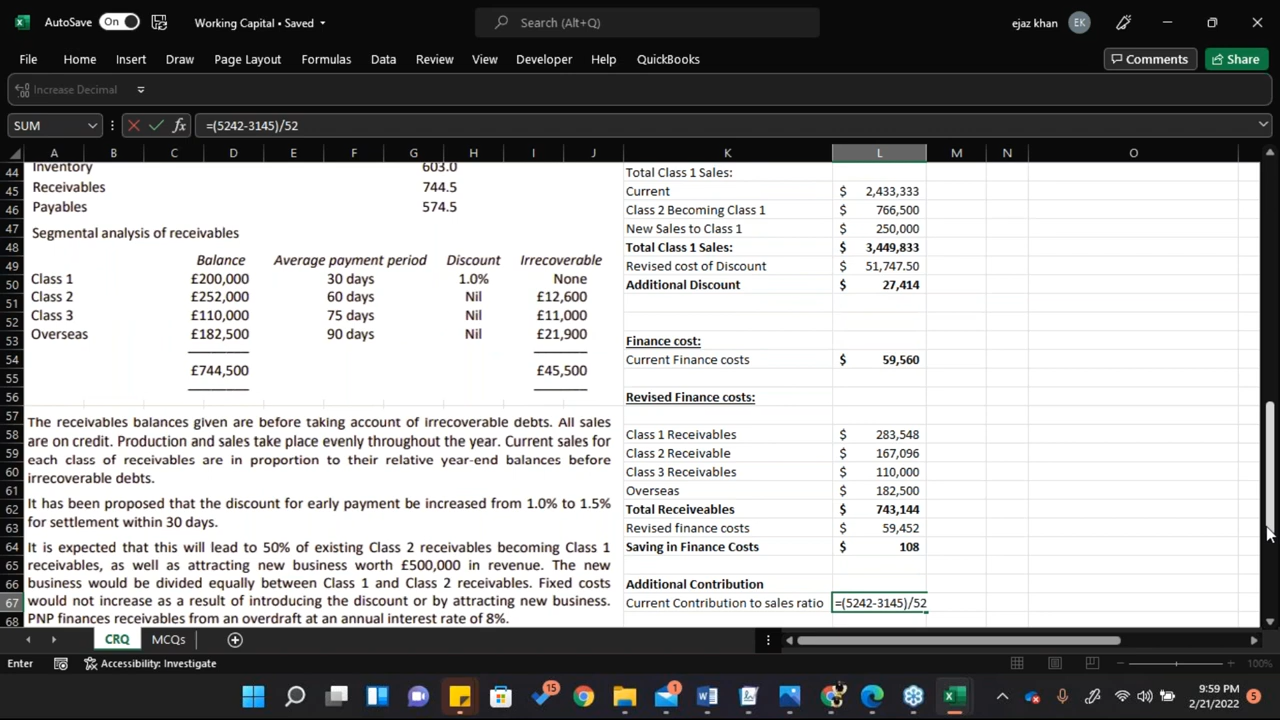 AutoSave On Working Capital • Saved Search (Alt+Q) ejaz khan EK
File Home Insert Draw Page Layout Formulas Data Review View Developer Help QuickBooks Comments Share
Increase Decimal
SUM fx =(5242-3145)/52
A B C D E F G H I J K L M N O
44 Inventory 603.0 Total Class 1 Sales:
45 Receivables 744.5 Current $ 2,433,333
46 Payables 574.5 Class 2 Becoming Class 1 $ 766,500
47 Segmental analysis of receivables New Sales to Class 1 $ 250,000
48 Total Class 1 Sales: $ 3,449,833
49 Balance Average payment period Discount Irrecoverable Revised cost of Discount $ 51,747.50
50 Class 1 £200,000 30 days 1.0% None Additional Discount $ 27,414
51 Class 2 £252,000 60 days Nil £12,600
52 Class 3 £110,000 75 days Nil £11,000
53 Overseas £182,500 90 days Nil £21,900 Finance cost:
54 Current Finance costs $ 59,560
55 £744,500 £45,500
56 Revised Finance costs:
57 The receivables balances given are before taking account of irrecoverable debts. All sales
58 are on credit. Production and sales take place evenly throughout the year. Current sales for Class 1 Receivables $ 283,548
59 each class of receivables are in proportion to their relative year-end balances before Class 2 Receivable $ 167,096
60 irrecoverable debts. Class 3 Receivables $ 110,000
61 Overseas $ 182,500
62 It has been proposed that the discount for early payment be increased from 1.0% to 1.5% Total Receiveables $ 743,144
63 for settlement within 30 days. Revised finance costs $ 59,452
64 It is expected that this will lead to 50% of existing Class 2 receivables becoming Class 1 Saving in Finance Costs $ 108
65 receivables, as well as attracting new business worth £500,000 in revenue. The new
66 business would be divided equally between Class 1 and Class 2 receivables. Fixed costs Additional Contribution
67 would not increase as a result of introducing the discount or by attracting new business. Current Contribution to sales ratio =(5242-3145)/52
68 PNP finances receivables from an overdraft at an annual interest rate of 8%.
CRQ MCQs
Enter Accessibility: Investigate 100%
15 1 9:59 PM 5
2/21/2022